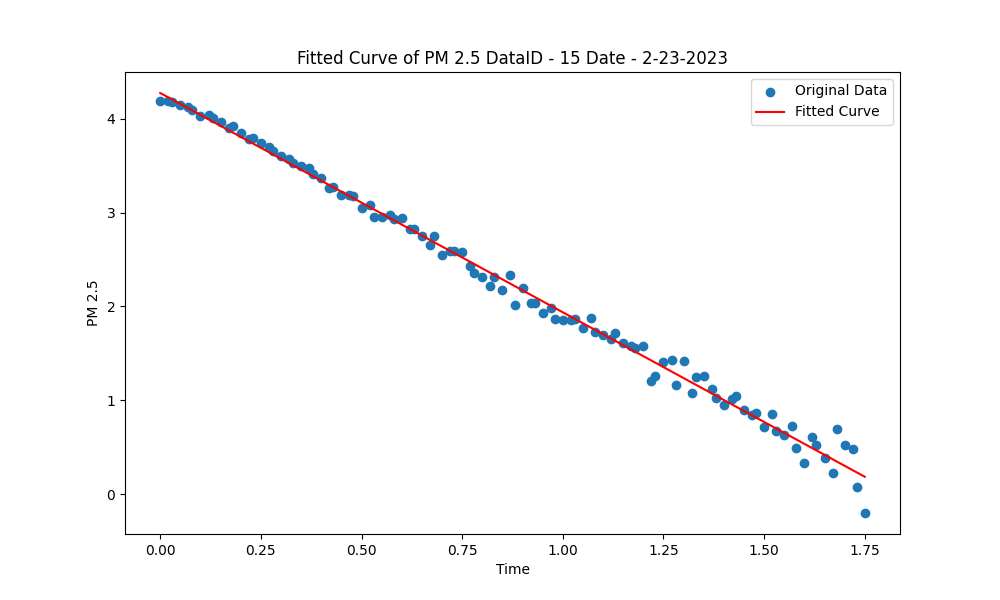 Fitted Curve of PM 2.5 DataID - 15 Date - 2-23-2023
Original Data
Fitted Curve
PM 2.5
4
3
2
1
0
0.00 0.25 0.50 0.75 1.00 1.25 1.50 1.75
Time